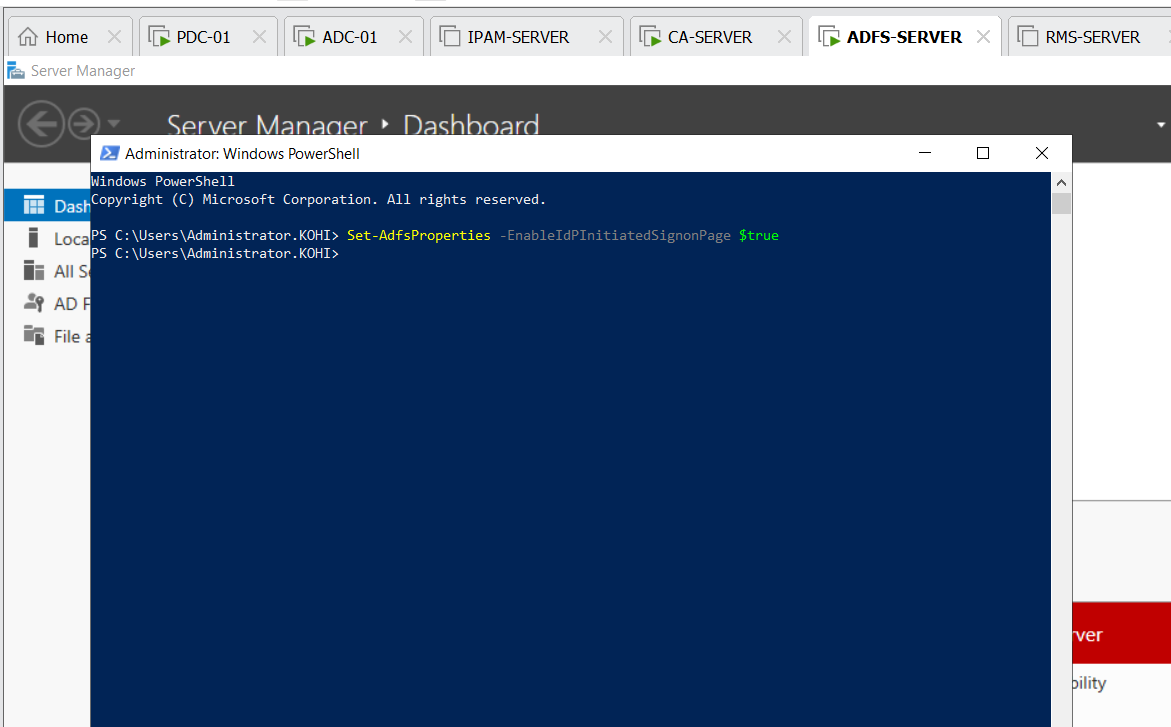 Home
PDC-01
ADC-01
IPAM-SERVER
CA-SERVER
ADFS-SERVER
RMS-SERVER
Server Manager
Server Manager ‣ Dashboard
Administrator: Windows PowerShell
Windows PowerShell
Copyright (C) Microsoft Corporation. All rights reserved.
PS C:\Users\Administrator.KOHI> Set-AdfsProperties -EnableIdPInitiatedSignonPage $true
PS C:\Users\Administrator.KOHI>
Dash
Loca
All Se
AD F
File a
rver
bility